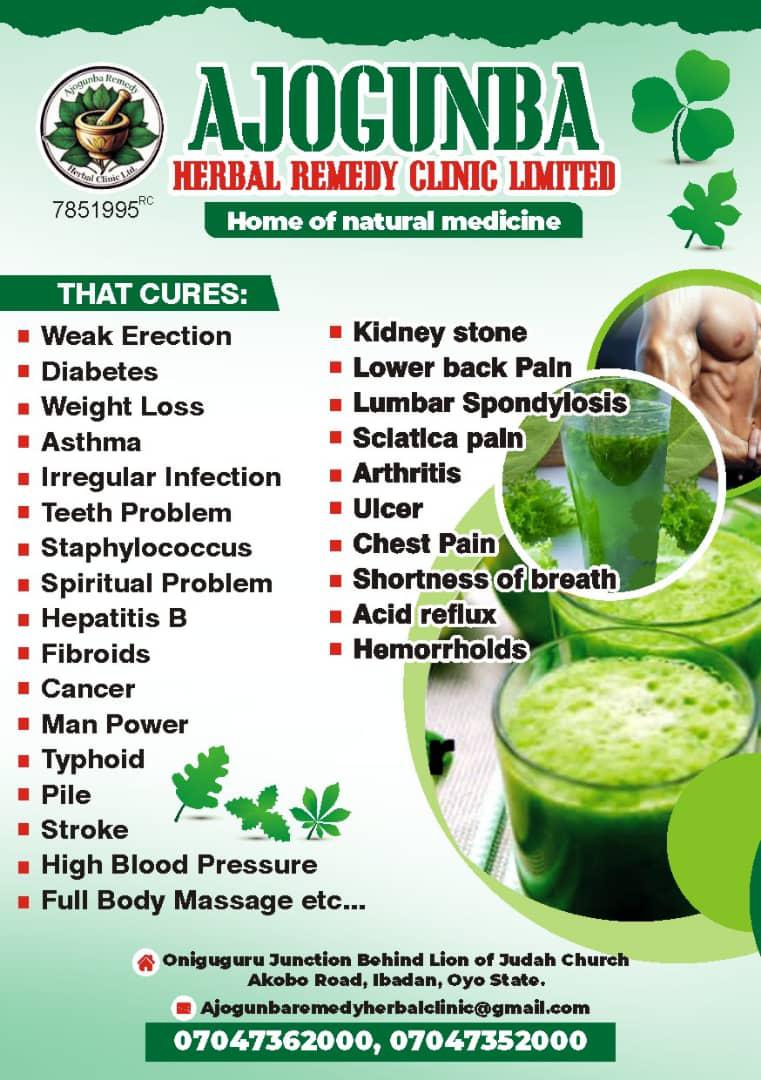 Ajogunba Remedy
Herbal Clinic Ltd.
7851995RC
AJOGUNBA
HERBAL REMEDY CLINIC LIMITED
Home of natural medicine
THAT CURES:
Weak Erection
Diabetes
Weight Loss
Asthma
Irregular Infection
Teeth Problem
Staphylococcus
Spiritual Problem
Hepatitis B
Fibroids
Cancer
Man Power
Typhoid
Pile
Stroke
High Blood Pressure
Full Body Massage etc...
Kidney stone
Lower back Pain
Lumbar Spondylosis
Sciatica pain
Arthritis
Ulcer
Chest Pain
Shortness of breath
Acid reflux
Hemorrholds
r
Oniguguru Junction Behind Lion of Judah Church
Akobo Road, Ibadan, Oyo State.
Ajogunbaremedyherbalclinic@gmail.com
07047362000, 07047352000